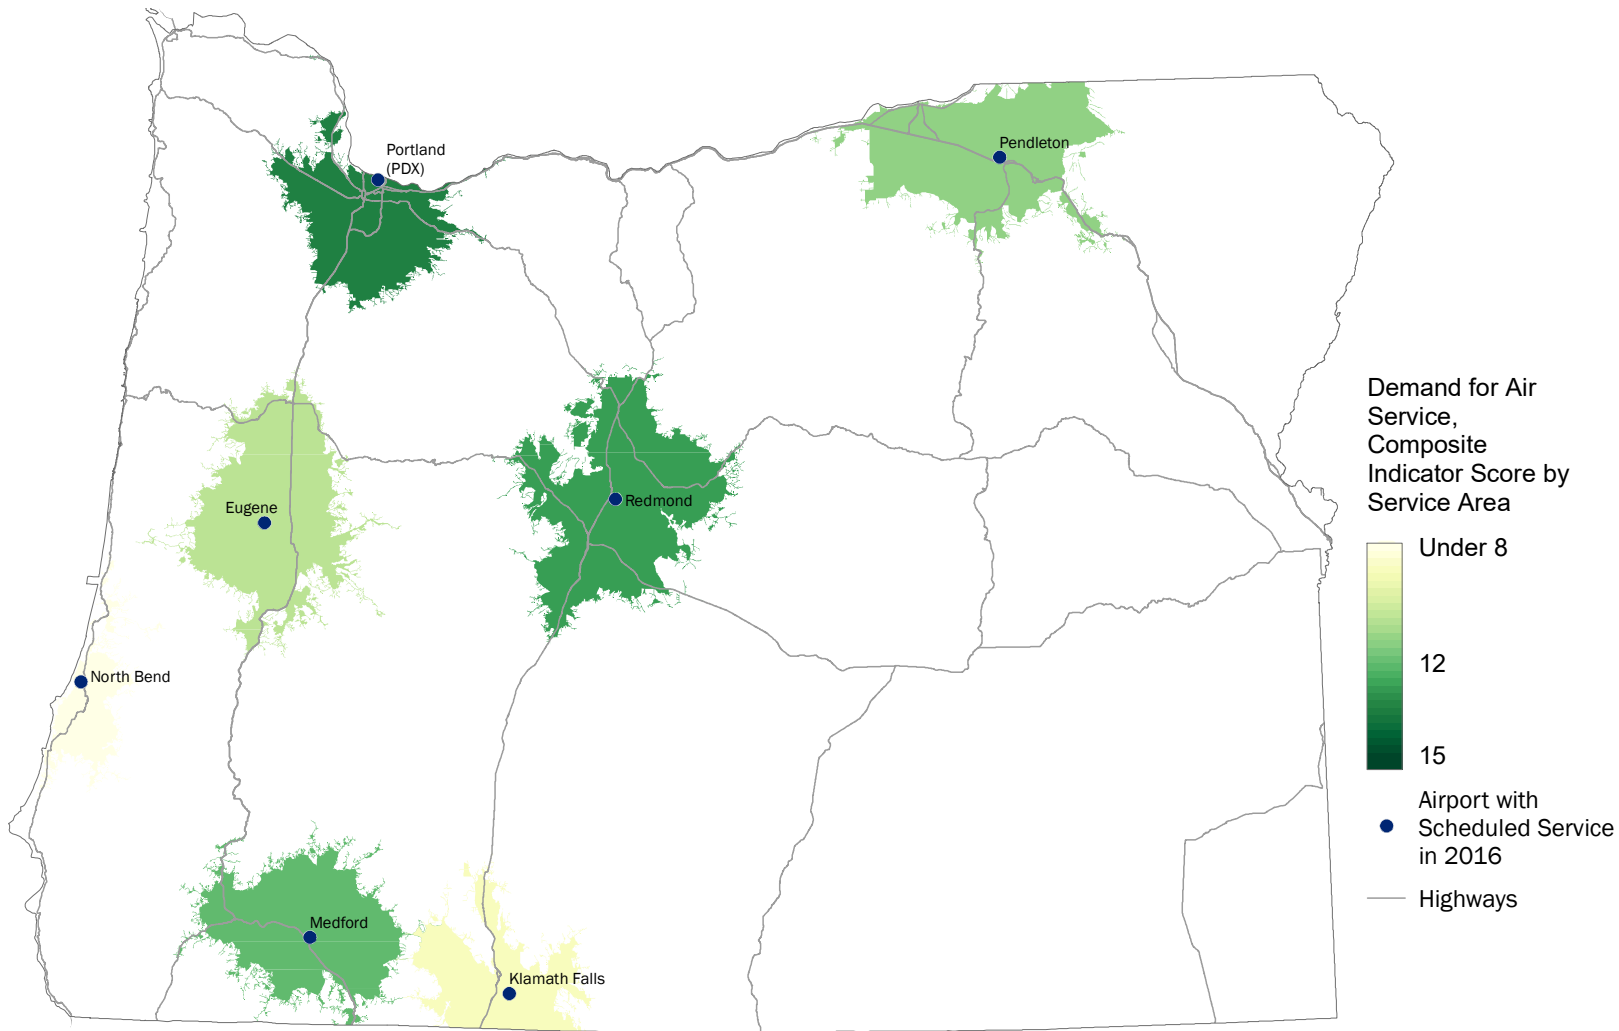 Portland
(PDX)
Pendleton
Redmond
Eugene
North Bend
Medford
Klamath Falls
Demand for Air
Service,
Composite
Indicator Score by
Service Area
Under 8
12
15
Airport with
Scheduled Service
in 2016
Highways